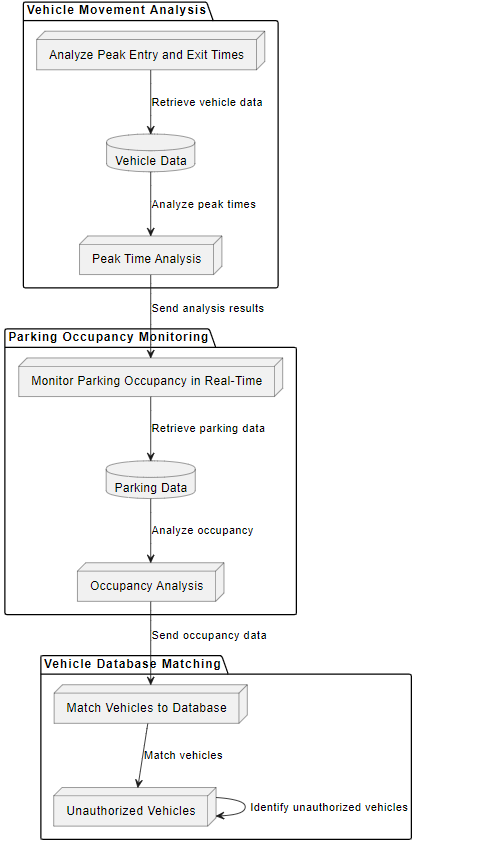 Vehicle Movement Analysis
Analyze Peak Entry and Exit Times
Retrieve vehicle data
Vehicle Data
Analyze peak times
Peak Time Analysis
Send analysis results
Parking Occupancy Monitoring
Monitor Parking Occupancy in Real-Time
Retrieve parking data
Parking Data
Analyze occupancy
Occupancy Analysis
Send occupancy data
Vehicle Database Matching
Match Vehicles to Database
Match vehicles
Unauthorized Vehicles
Identify unauthorized vehicles